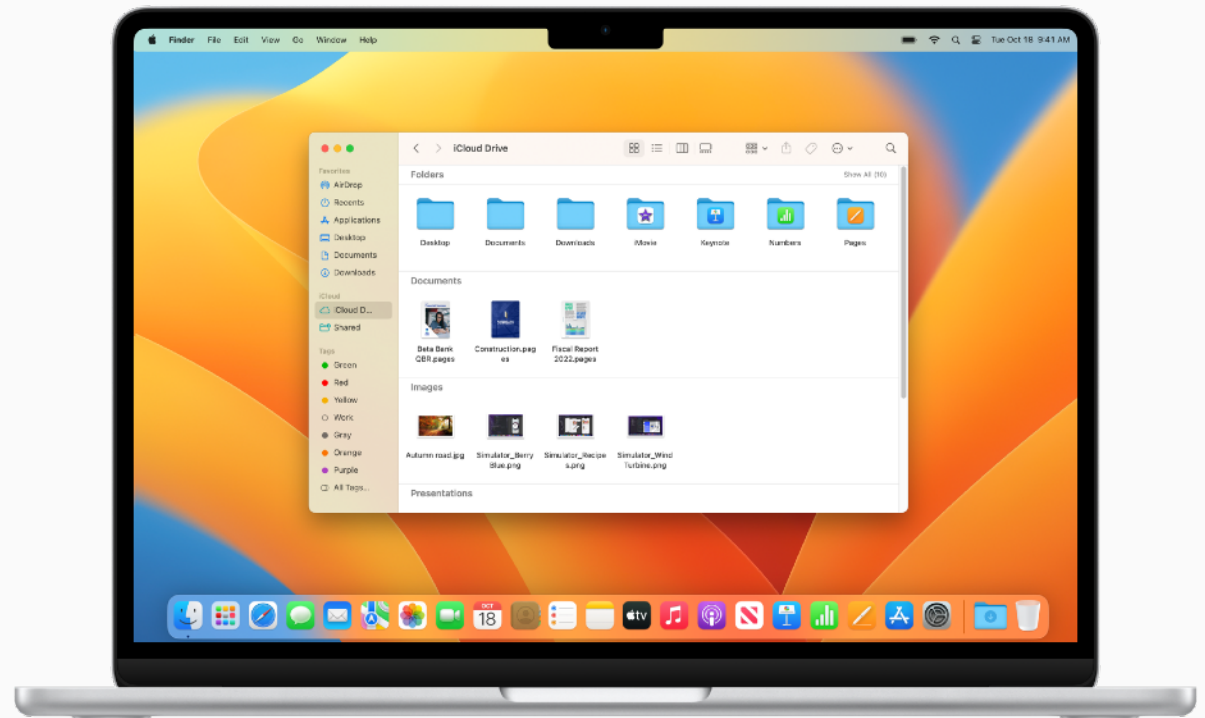 Finder File Edit View Go Window Help
Tue Oct 18 9:41 AM
iCloud Drive
Favorites
AirDrop
Recents
Applications
Desktop
Documents
Downloads
iCloud
iCloud D...
Shared
Tags
Green
Red
Yellow
Work
Gray
Orange
Purple
All Tags...
Folders
Show All (10)
Desktop Documents Downloads iMovie Keynote Numbers Pages
Documents
Beta Bank Construction.pag Fiscal Report
QBR.pages es 2022.pages
Images
Autumn road.jpg Simulator_Berry Simulator_Recipe Simulator_Wind
Blue.png s.png Turbine.png
Presentations
OCT
tv
18